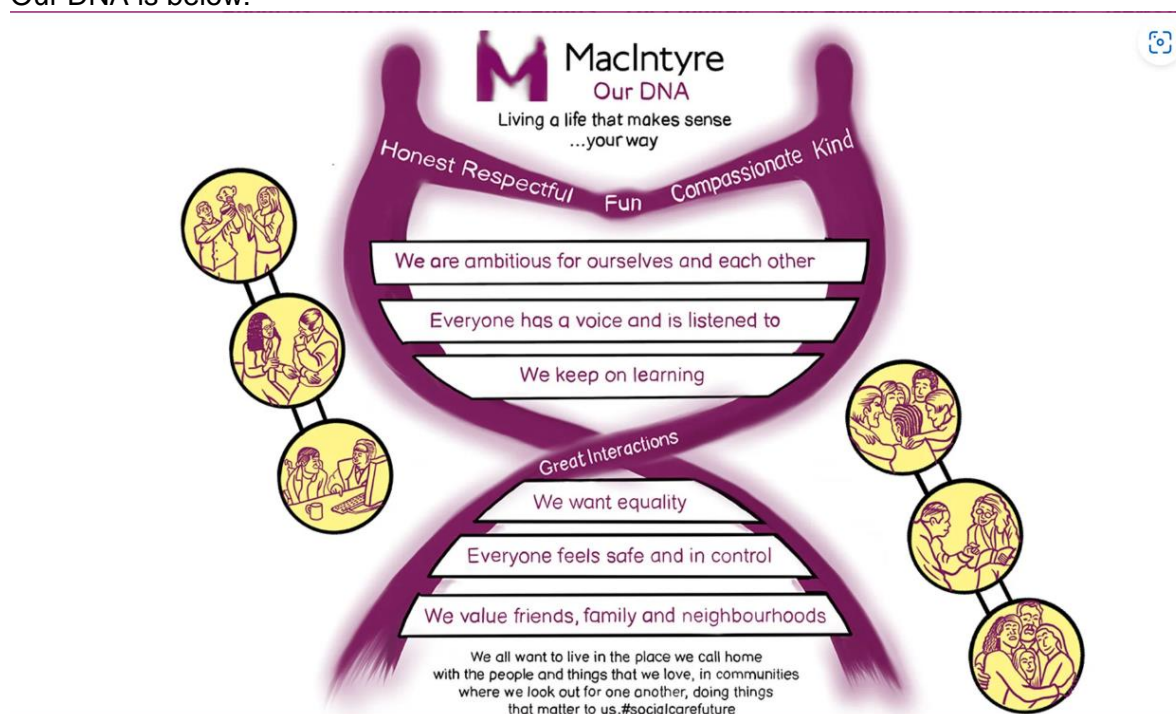 Our DNA is below.
MacIntyre
Our DNA
Living a life that makes sense
...your way
Honest Respectful Fun Compassionate Kind
We are ambitious for ourselves and each other
Everyone has a voice and is listened to
We keep on learning
Great Interactions
We want equality
Everyone feels safe and in control
We value friends, family and neighbourhoods
We all want to live in the place we call home
with the people and things that we love, in communities
where we look out for one another, doing things
that matter to us.#socialcarefuture